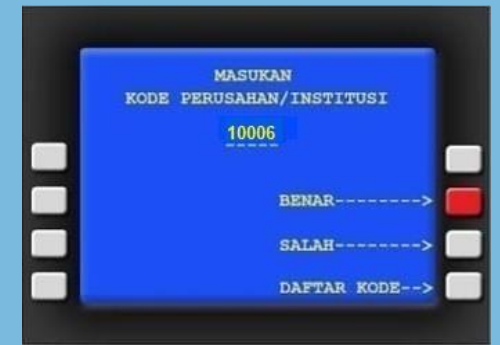 MASUKAN
KODE PERUSAHAN/INSTITUSI
10006
BENAR-------->
SALAH-------->
DAFTAR KODE-->